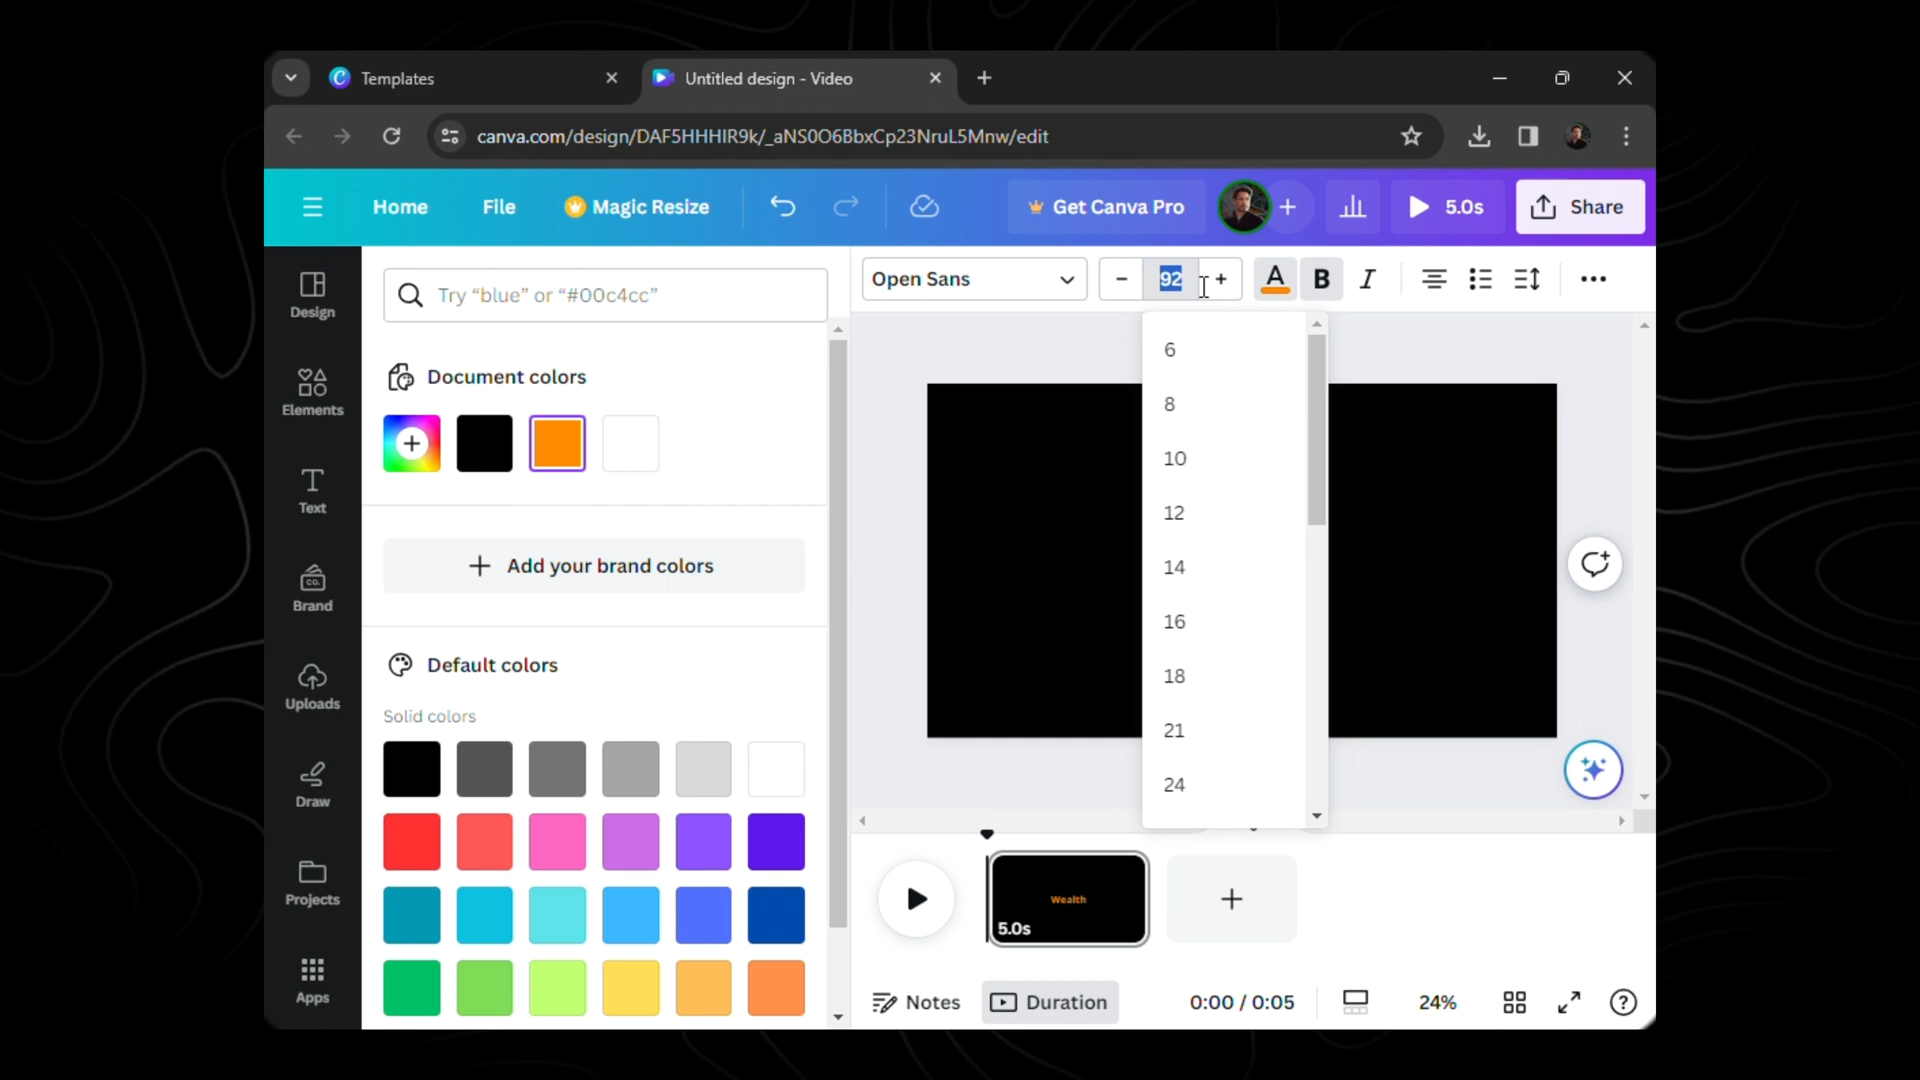 Templates
Untitled design - Video
canva.com/design/DAF5HHHIR9k/_aNS0O6BbxCp23NruL5Mnw/edit
Home
File
Magic Resize
Get Canva Pro
5.0s
Share
Design
Elements
Text
CO.
Brand
Uploads
Draw
Projects
Apps
Try “blue” or “#00c4cc”
Document colors
Add your brand colors
Default colors
Solid colors
Open Sans
92
A
B
I
6
8
10
12
14
16
18
21
24
Wealth
5.0s
Notes
Duration
0:00 / 0:05
24%